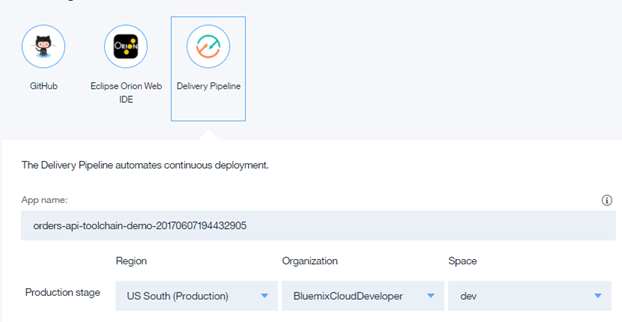 GitHub
Eclipse Orion Web
IDE
Delivery Pipeline
ORION
The Delivery Pipeline automates continuous deployment.
App name:
orders-api-toolchain-demo-20170607194432905
Region Organization Space
Production stage US South (Production) BluemixCloudDeveloper dev